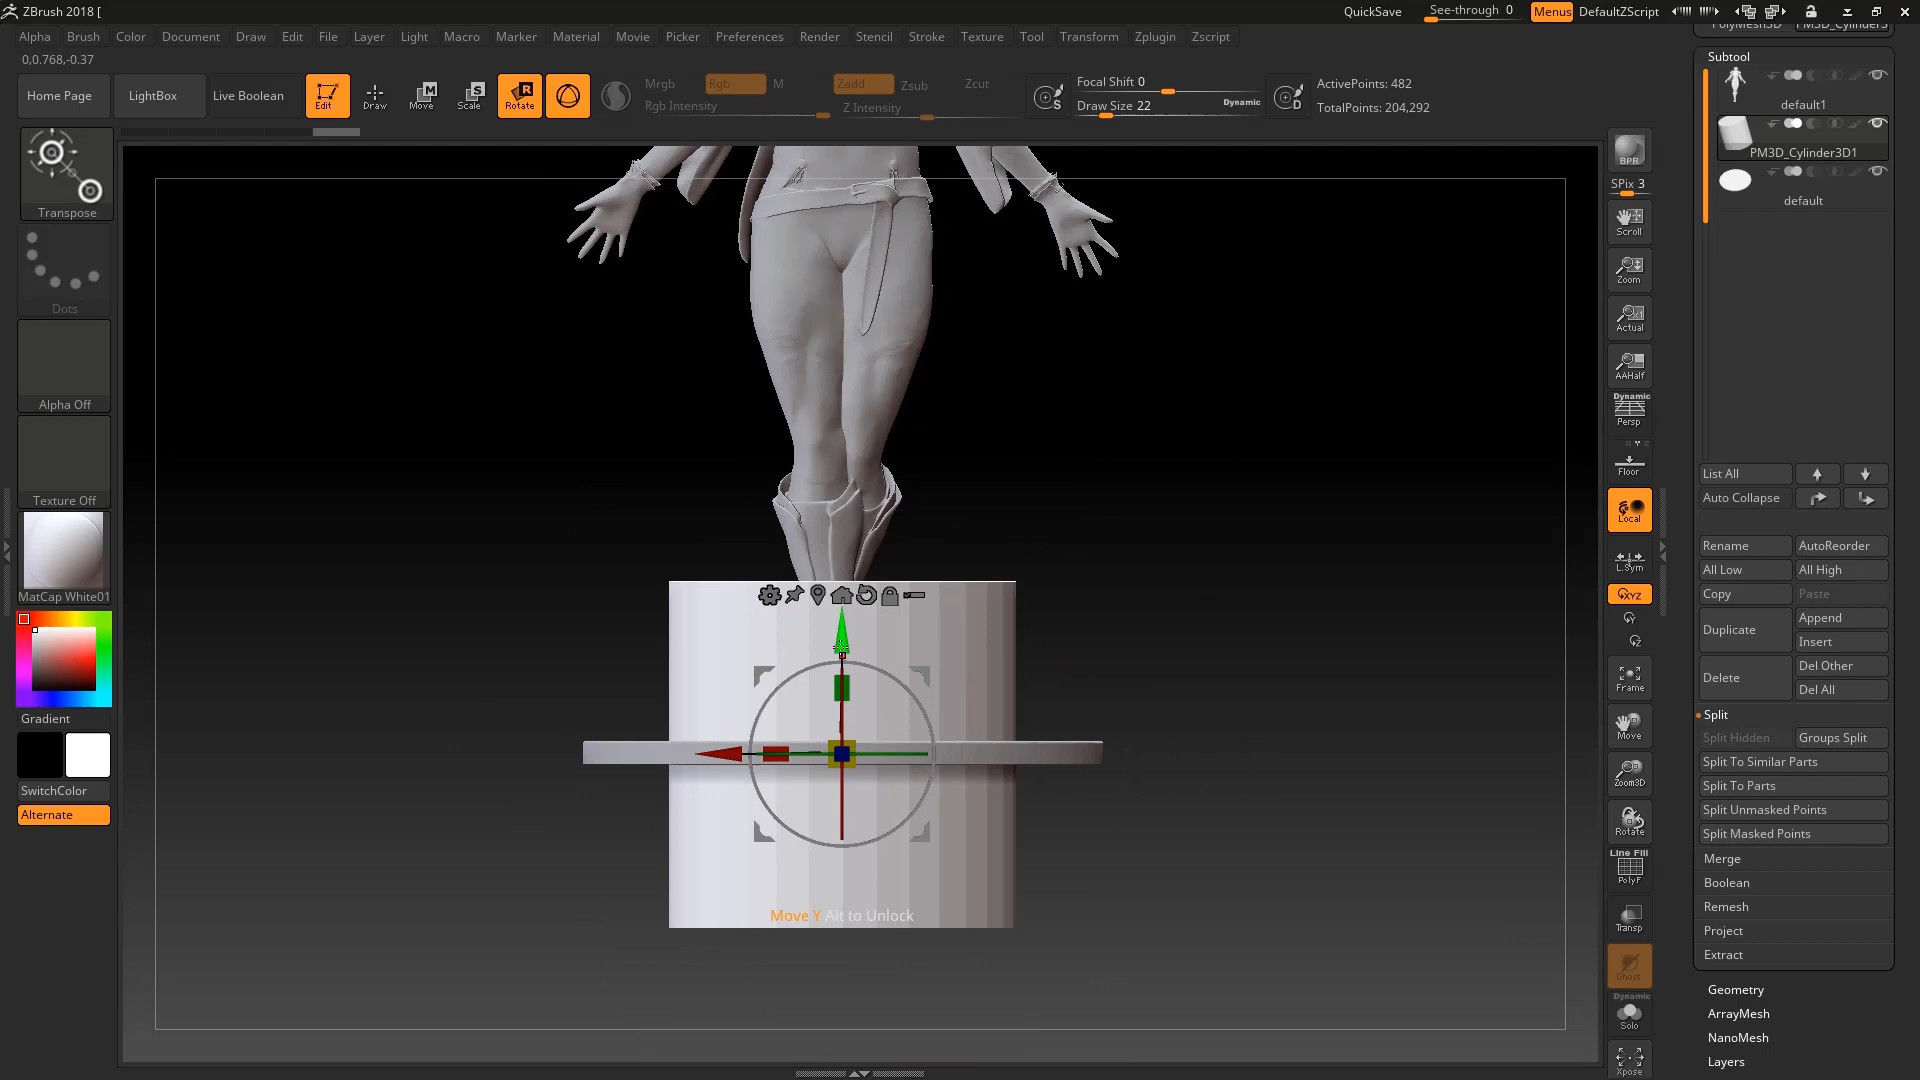 ZBrush 2018 [
QuickSave
See-through 0
Menus
DefaultZScript
Alpha Brush Color Document Draw Edit File Layer Light Macro Marker Material Movie Picker Preferences Render Stencil Stroke Texture Tool Transform Zplugin Zscript
0,0.768,-0.37
Home Page
LightBox
Live Boolean
Edit
Draw
Move
Scale
Rotate
Mrgb Rgb M
Rgb Intensity
Zadd Zsub Zcut
Z Intensity
Focal Shift 0
Draw Size 22
Dynamic
ActivePoints: 482
TotalPoints: 204,292
Transpose
Dots
Alpha Off
Texture Off
MatCap White01
Gradient
SwitchColor
Alternate
Move Y Alt to Unlock
BPR
SPix 3
Scroll
Zoom
Actual
AAHalf
Dynamic
Persp
Floor
Local
L.Sym
XYZ
Y
Z
Frame
Move
Zoom3D
Rotate
Line Fill
PolyF
Transp
Ghost
Dynamic
Solo
Xpose
PolyMesh3D PM3D_Cylinder3
Subtool
default1
PM3D_Cylinder3D1
default
List All
Auto Collapse
Rename AutoReorder
All Low All High
Copy Paste
Duplicate Append
Insert
Delete Del Other
Del All
Split
Split Hidden Groups Split
Split To Similar Parts
Split To Parts
Split Unmasked Points
Split Masked Points
Merge
Boolean
Remesh
Project
Extract
Geometry
ArrayMesh
NanoMesh
Layers